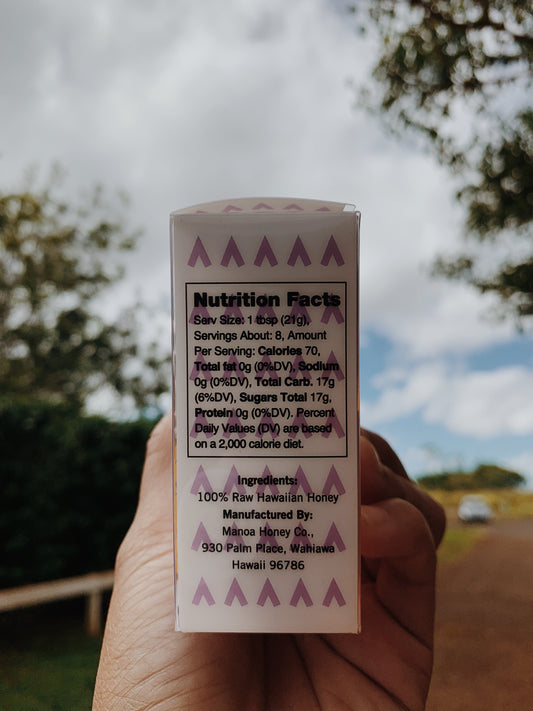 Nutrition Facts
Serv Size: 1 tbsp (21g),
Servings About: 8, Amount
Per Serving: Calories 70,
Total fat 0g (0%DV), Sodium
0g (0%DV), Total Carb. 17g
(6%DV), Sugars Total 17g,
Protein 0g (0%DV). Percent
Daily Values (DV) are based
on a 2,000 calorie diet.
Ingredients:
100% Raw Hawaiian Honey
Manufactured By:
Manoa Honey Co.,
930 Palm Place, Wahiawa
Hawaii 96786